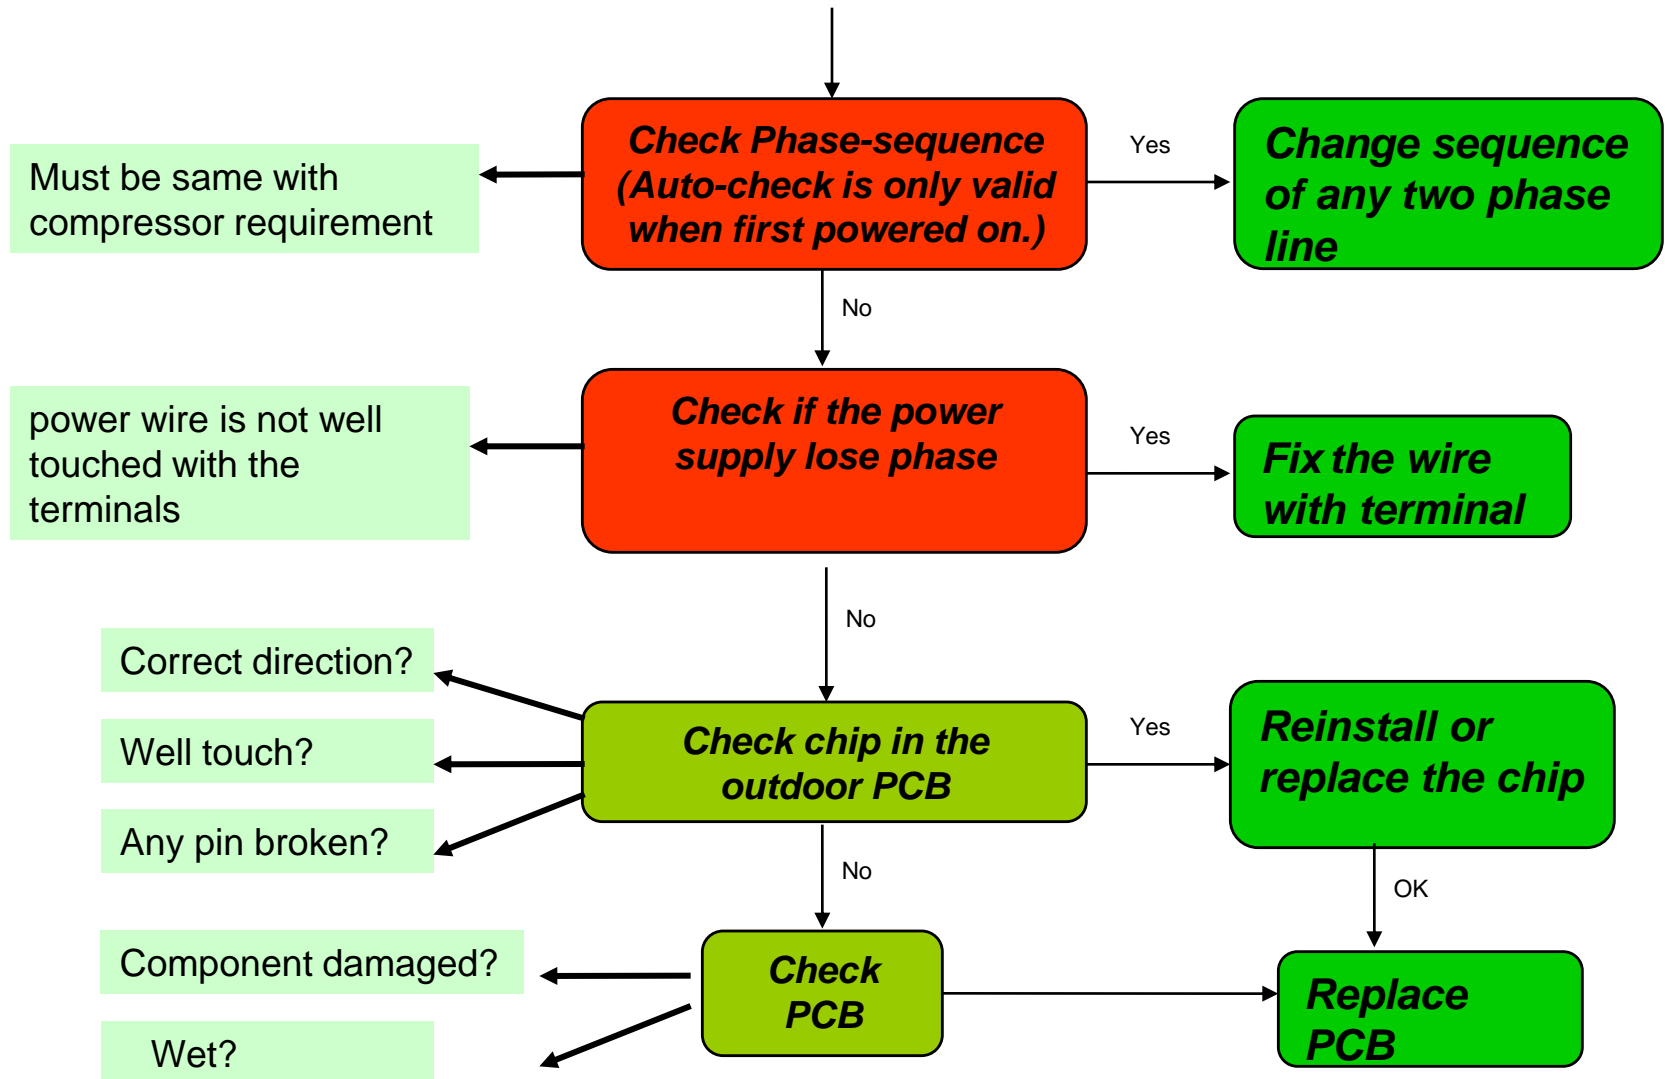 Check Phase-sequence
(Auto-check is only valid
when first powered on.)
Must be same with
compressor requirement
Yes
Change sequence
of any two phase
line
No
Check if the power
supply lose phase
power wire is not well
touched with the
terminals
Yes
Fix the wire
with terminal
No
Correct direction?
Well touch?
Any pin broken?
Check chip in the
outdoor PCB
Yes
Reinstall or
replace the chip
No
OK
Component damaged?
Wet?
Check
PCB
Replace
PCB